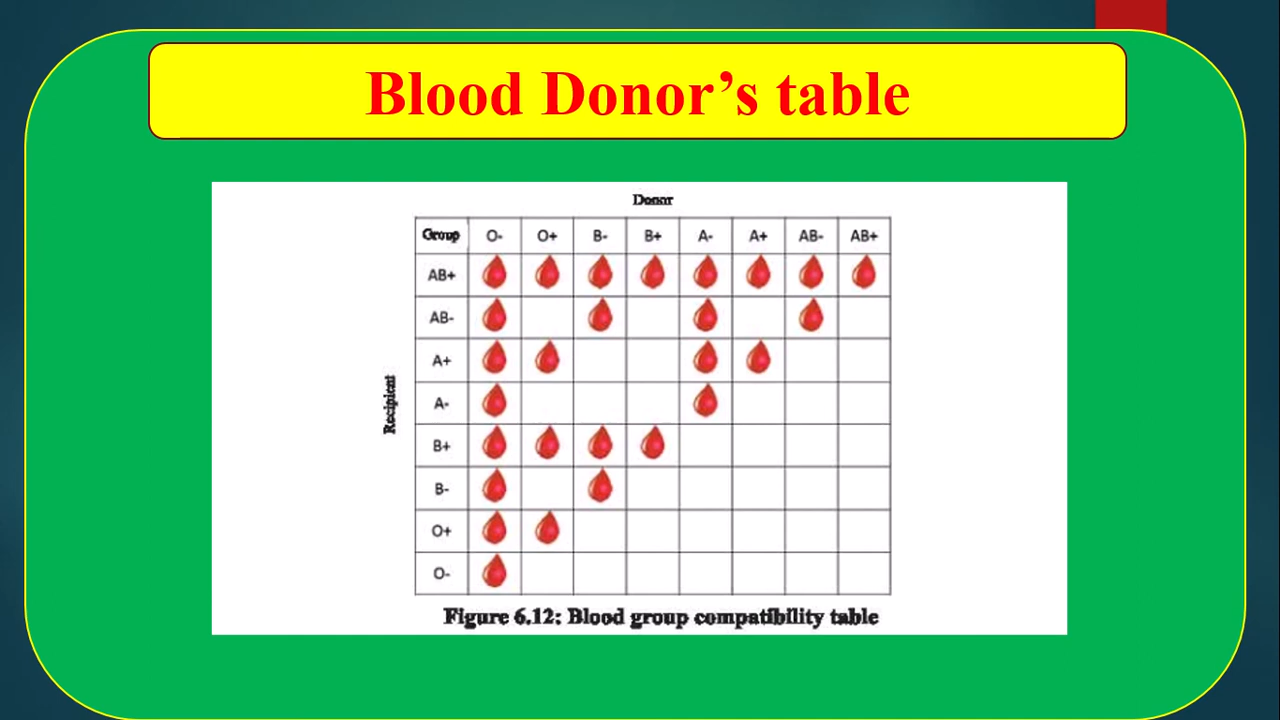 Blood Donor’s table
Donor
Group O- O+ B- B+ A- A+ AB- AB+
AB+
AB-
A+
A-
Recipient
B+
B-
O+
O-
Figure 6.12: Blood group compatibility table